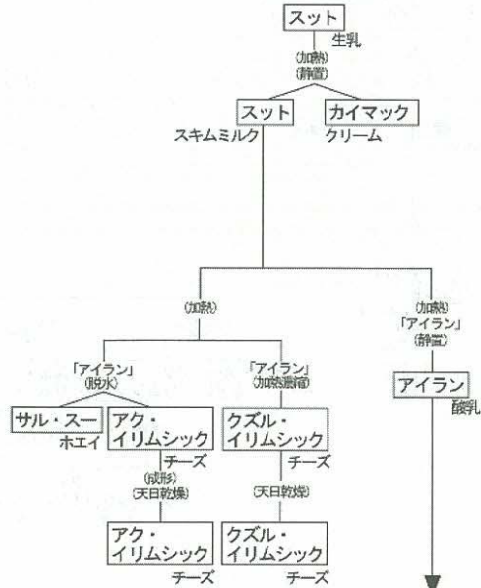 スット
生乳
(加熱)
(静置)
スット
カイマック
スキムミルク
クリーム
(加熱)
(加熱)
「アイラン」
(静置)
「アイラン」
(脱水)
「アイラン」
(加熱濃縮)
アイラン
酸乳
サル・スー
ホエイ
アク・
イリムシック
チーズ
クズル・
イリムシック
チーズ
(成形)
(天日乾燥)
(天日乾燥)
アク・
イリムシック
チーズ
クズル・
イリムシック
チーズ